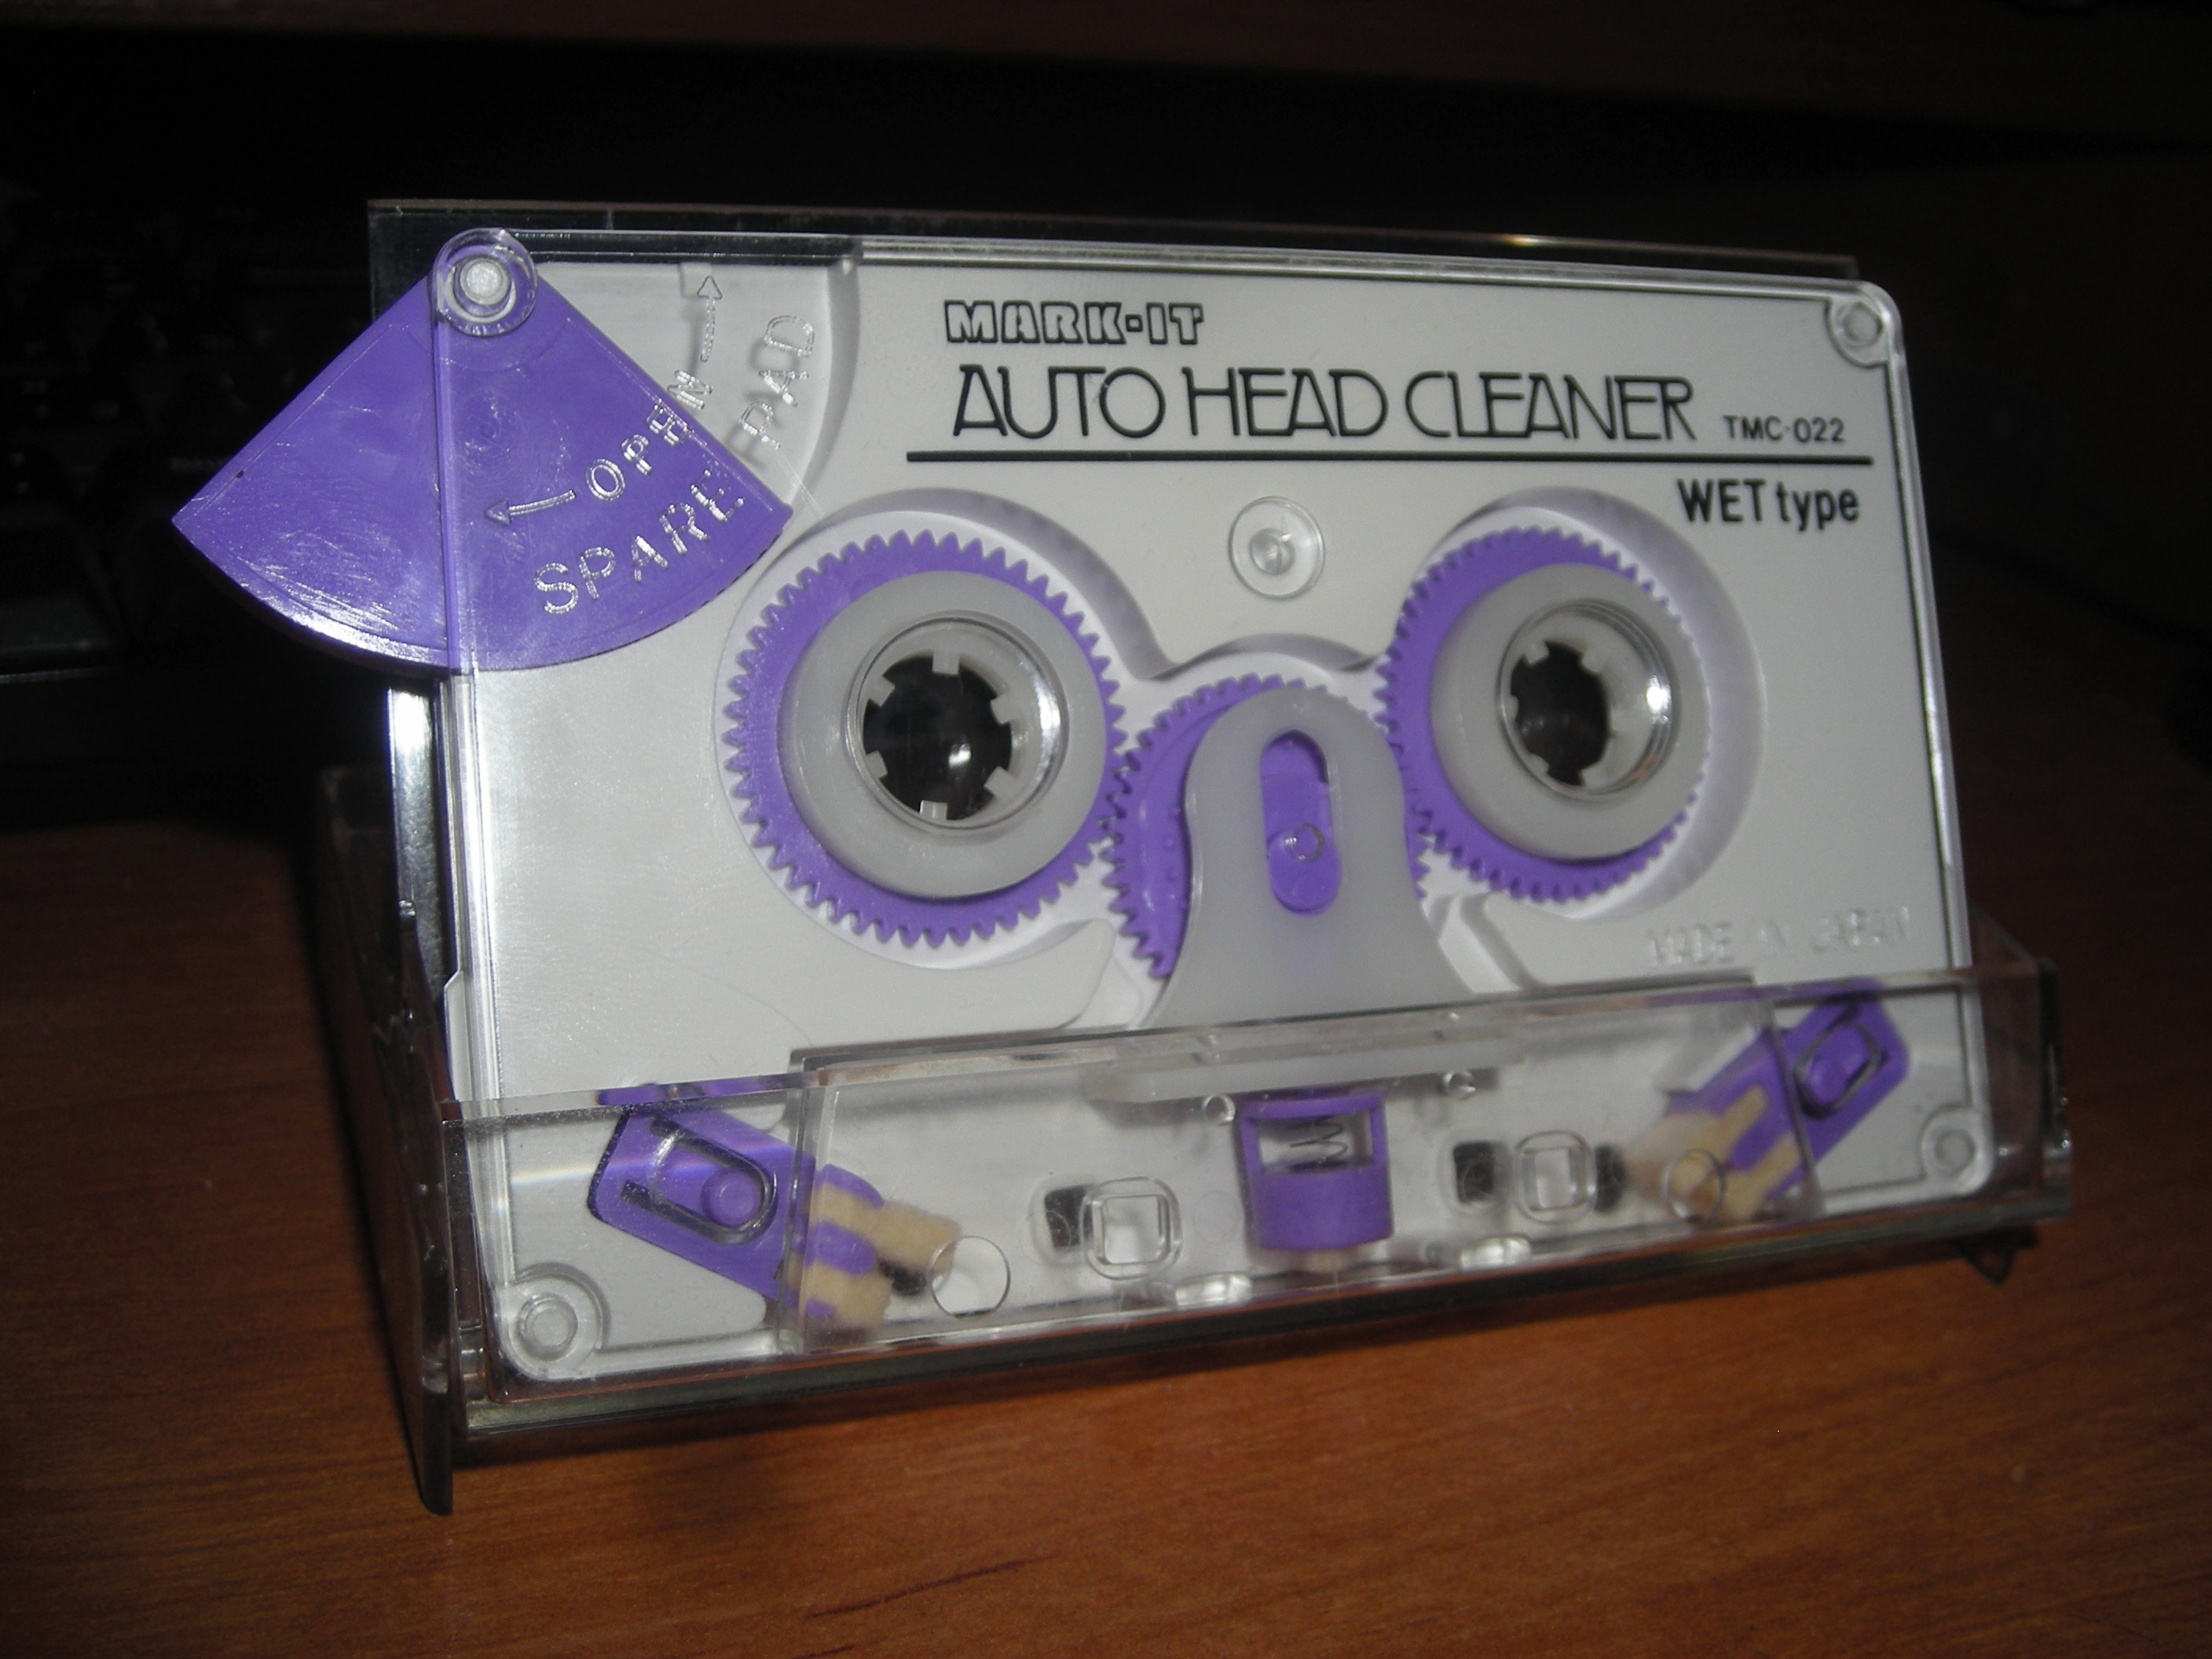 MARK-IT
AUTO HEAD CLEANER TMC-022
WET type
← OPEN →
SPARE PAD
MADE IN JAPAN